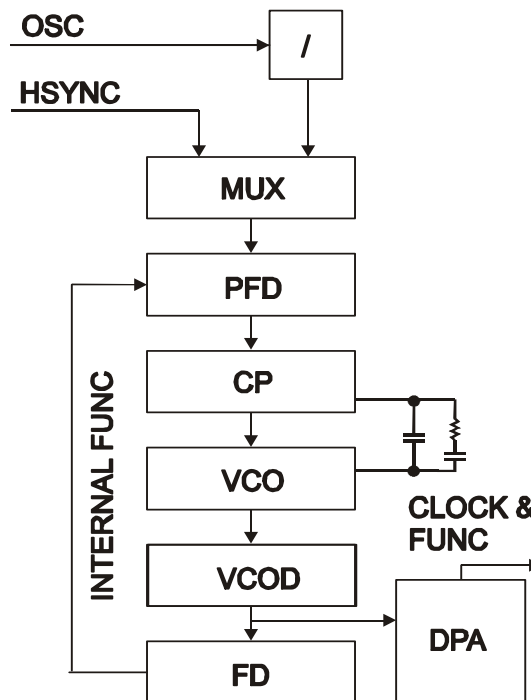 OSC
/
HSYNC
MUX
PFD
CP
INTERNAL FUNC
VCO
CLOCK &
FUNC
VCOD
DPA
FD